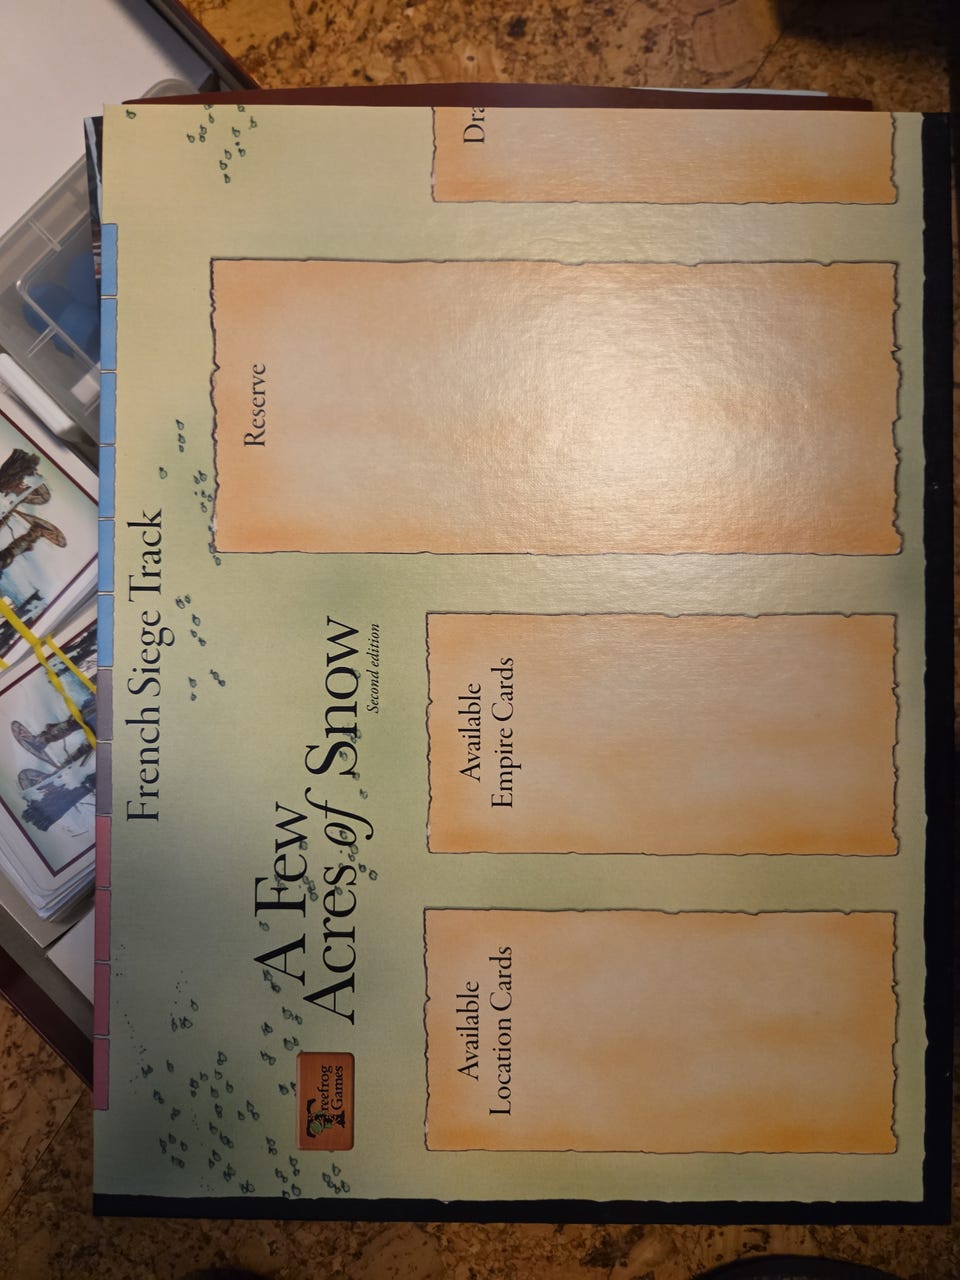 French Siege Track
A Few
Acres of Snow
Second edition
Treefrog
Games
Reserve
Available
Location Cards
Available
Empire Cards
Dra